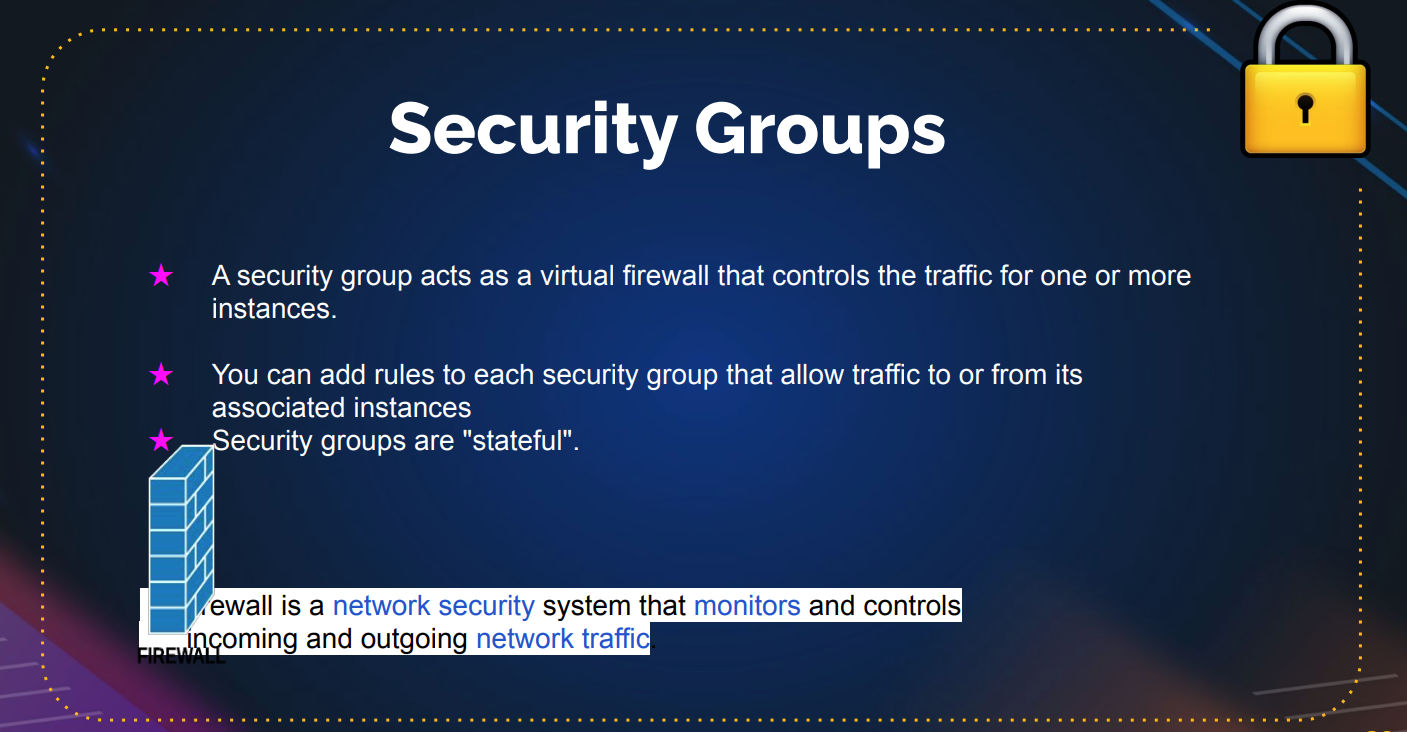 Security Groups
★ A security group acts as a virtual firewall that controls the traffic for one or more
instances.
★ You can add rules to each security group that allow traffic to or from its
associated instances
★ Security groups are "stateful".
is a network security system that monitors and controls
incoming and outgoing network traffic.
FIREWALL